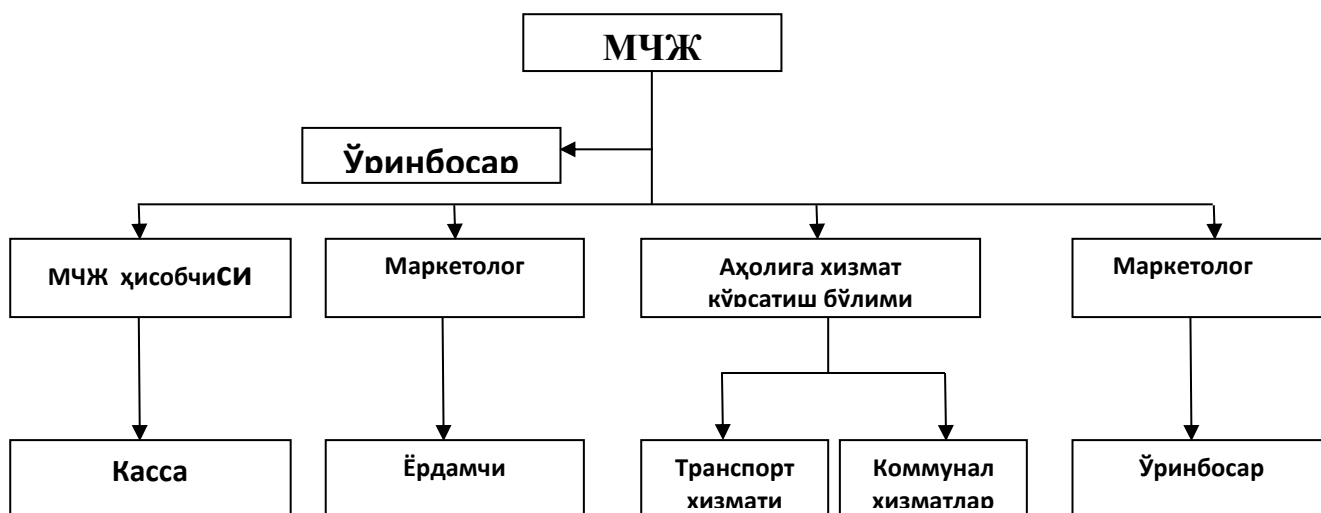 МЧЖ
Ўринбосар
МЧЖ ҳисобчиси
Маркетолог
Аҳолига хизмат
кўрсатиш бўлими
Маркетолог
Касса
Ёрдамчи
Транспорт
хизмати
Коммунал
хизматлар
Ўринбосар